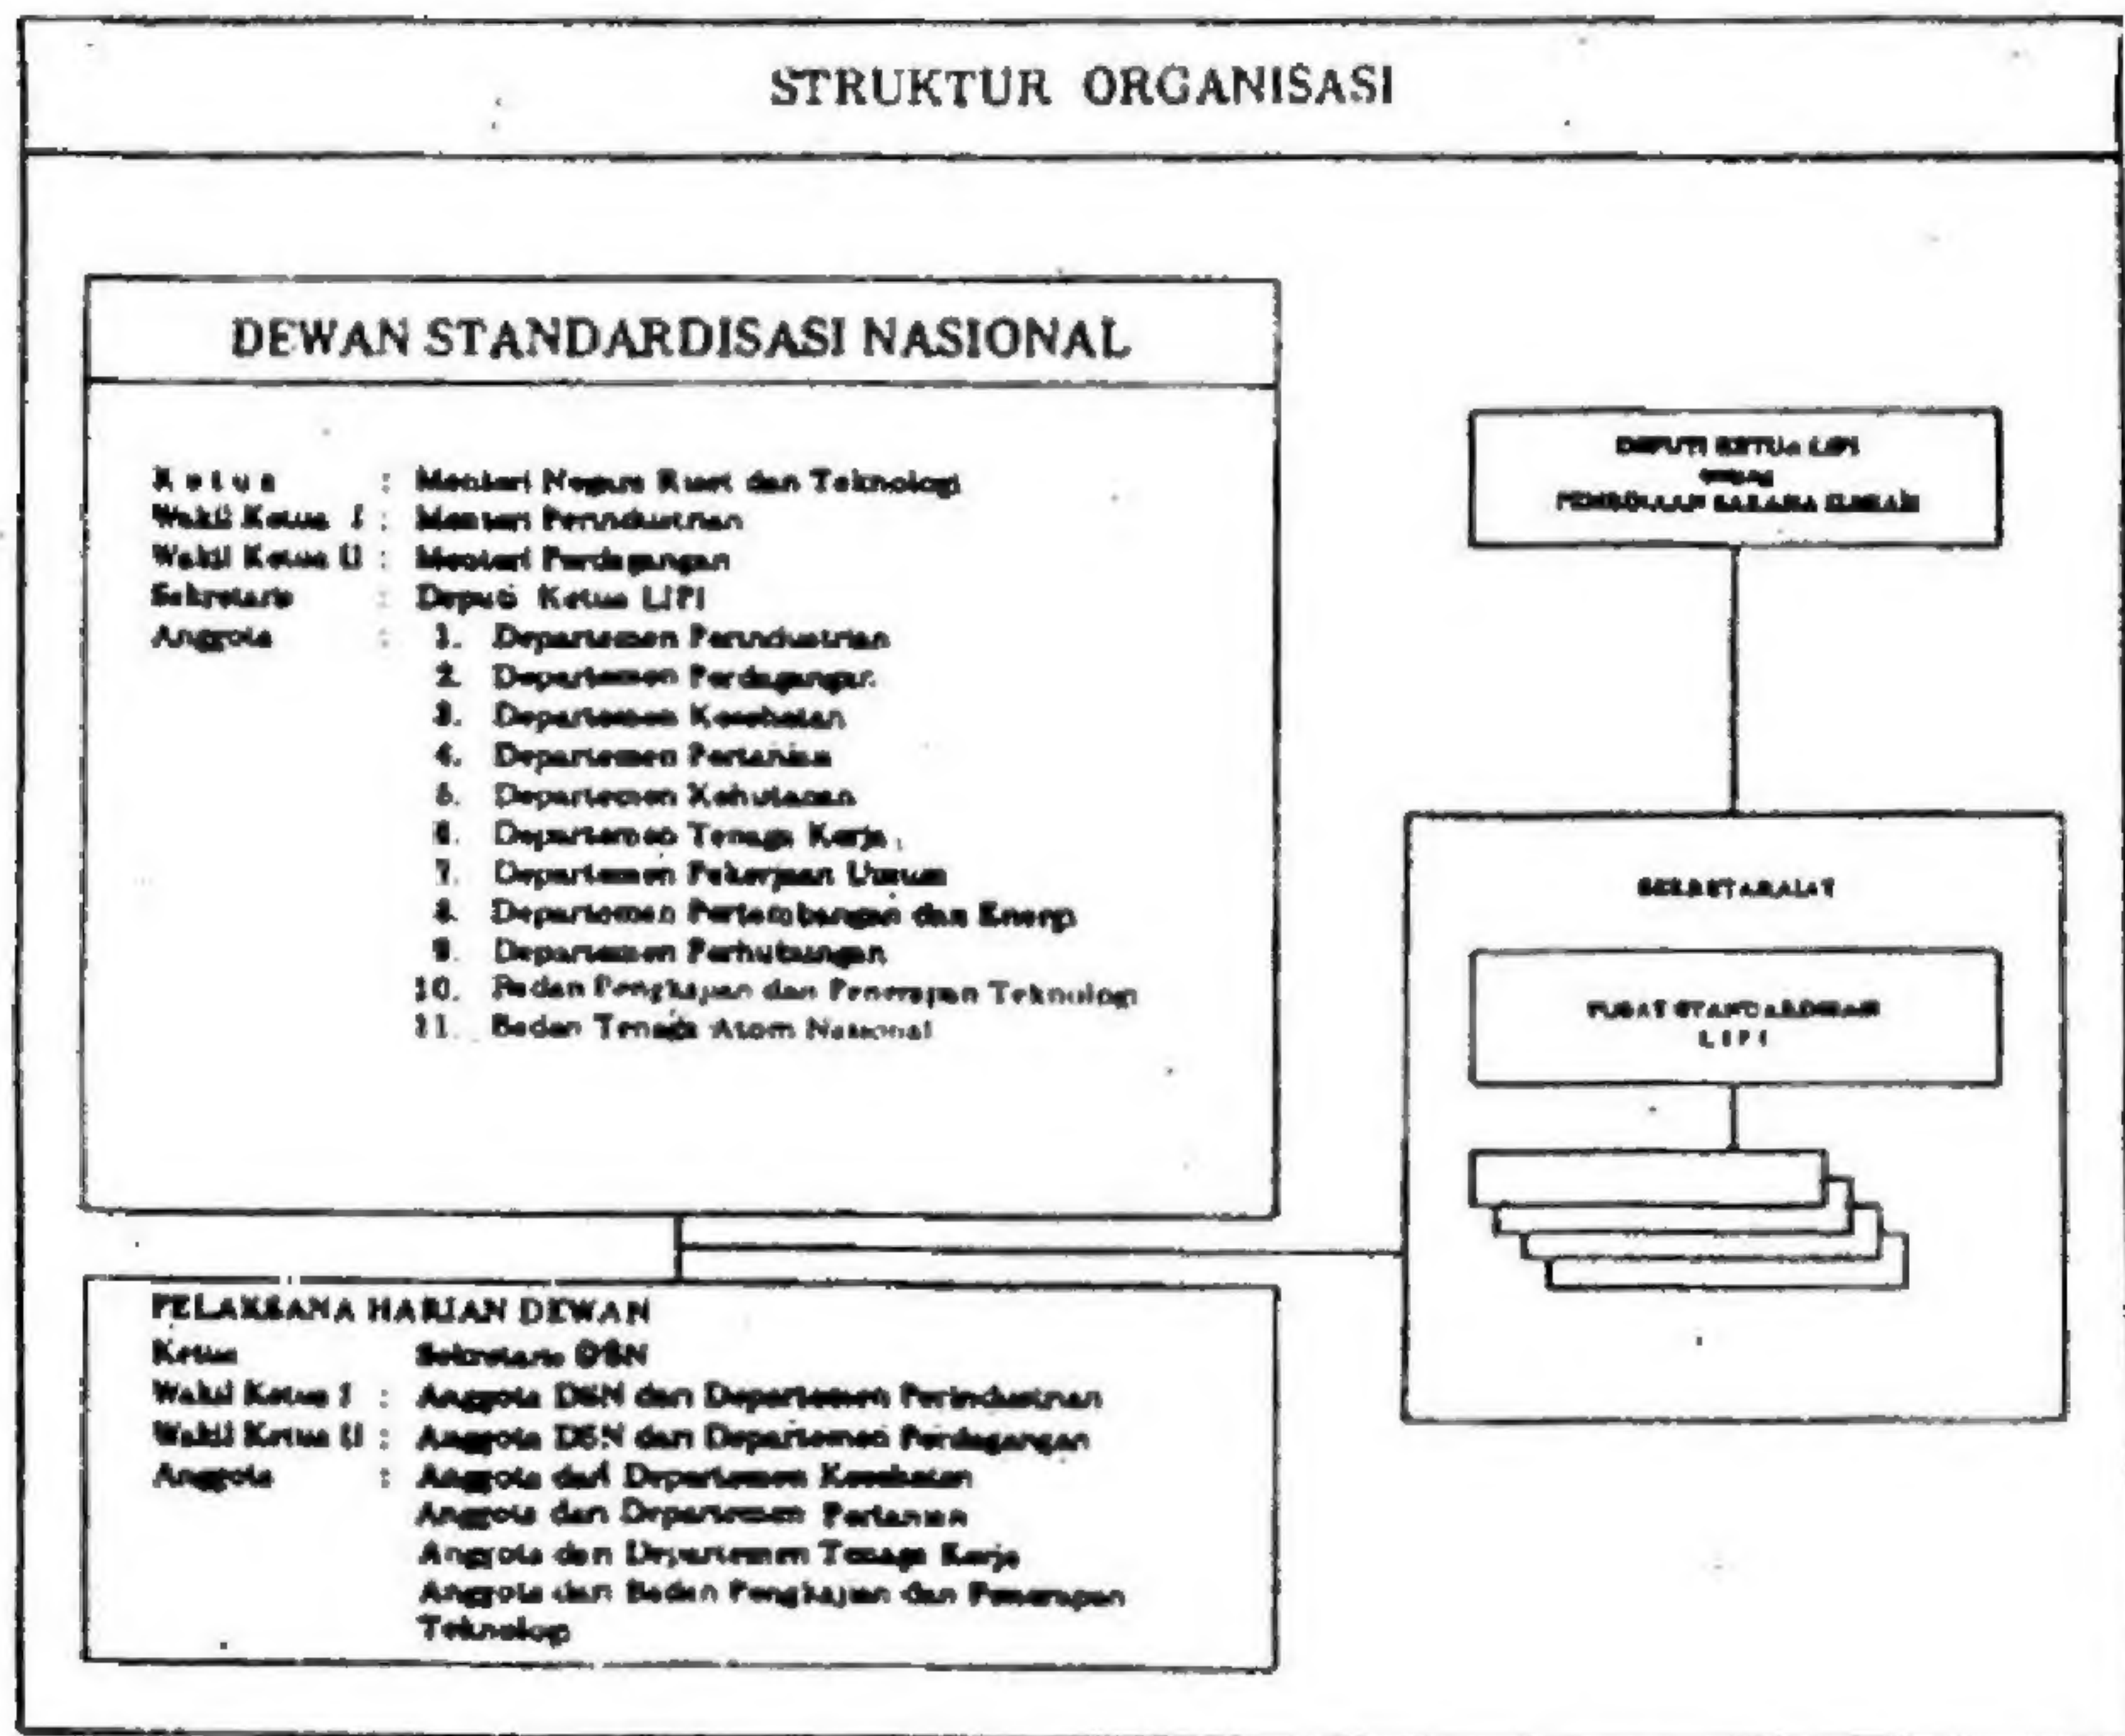 STRUKTUR ORGANISASI
DEWAN STANDARDISASI NASIONAL
Ketua : Menteri Negara Riset dan Teknologi
Wakil Ketua I : Menteri Perindustrian
Wakil Ketua II : Menteri Perdagangan
Sekretaris : Deputi Ketua LIPI
Anggota : 1. Departemen Perindustrian
2. Departemen Perdagangan
3. Departemen Kesehatan
4. Departemen Pertanian
5. Departemen Kehutanan
6. Departemen Tenaga Kerja
7. Departemen Pekerjaan Umum
8. Departemen Pertambangan dan Energi
9. Departemen Perhubungan
10. Badan Pengkajian dan Penerapan Teknologi
11. Badan Tenaga Atom Nasional
PELAKSANA HARIAN DEWAN
Ketua Sekretaris DSN
Wakil Ketua I : Anggota DSN dari Departemen Perindustrian
Wakil Ketua II : Anggota DSN dari Departemen Perdagangan
Anggota : Anggota dari Departemen Kesehatan
Anggota dari Departemen Pertanian
Anggota dari Departemen Tenaga Kerja
Anggota dari Badan Pengkajian dan Penerapan
Teknologi
DEPUTI KETUA LIPI
PEMBINAAN SARANA ILMIAH
SEKRETARIAT
PUSAT STANDARDISASI
LIPI